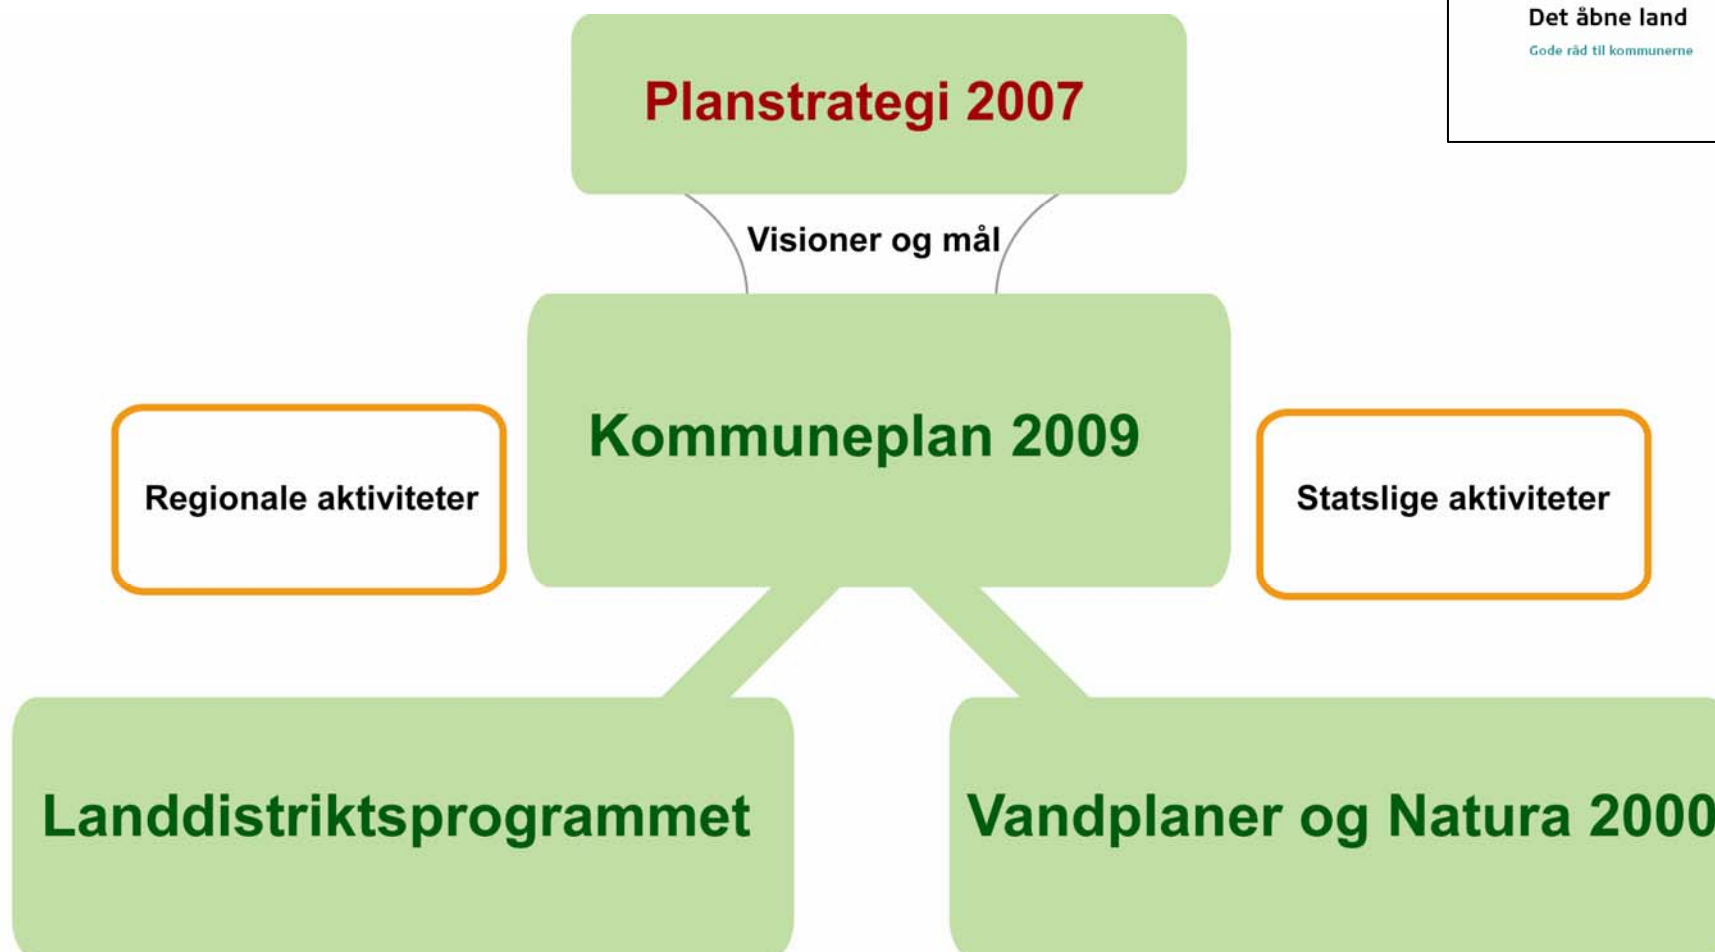 Det åbne land
Gode råd til kommunerne
Planstrategi 2007
Visioner og mål
Kommuneplan 2009
Regionale aktiviteter
Statslige aktiviteter
Landdistriktsprogrammet
Vandplaner og Natura 2000